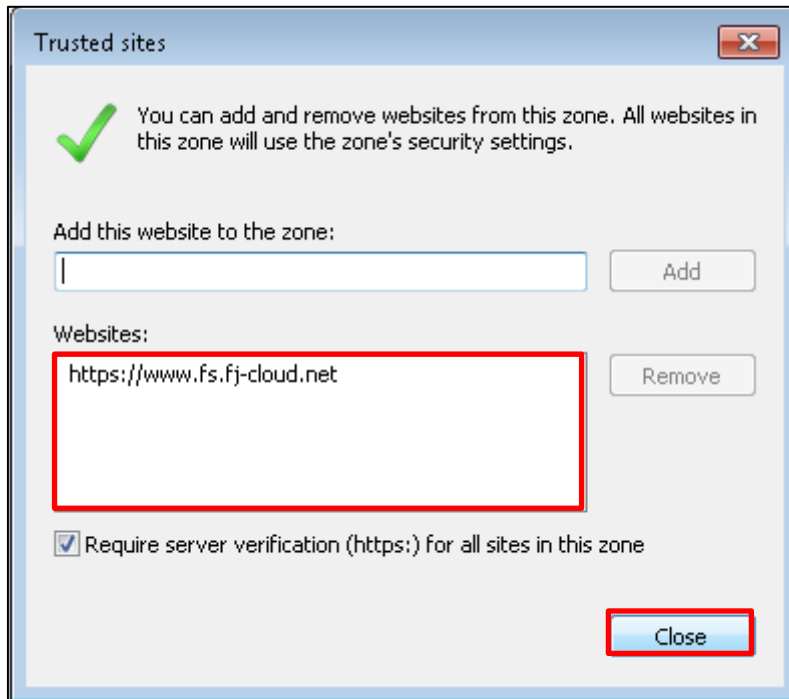 Trusted sites
You can add and remove websites from this zone. All websites in
this zone will use the zone's security settings.
Add this website to the zone:
Add
Websites:
https://www.fs.fj-cloud.net
Remove
Require server verification (https:) for all sites in this zone
Close